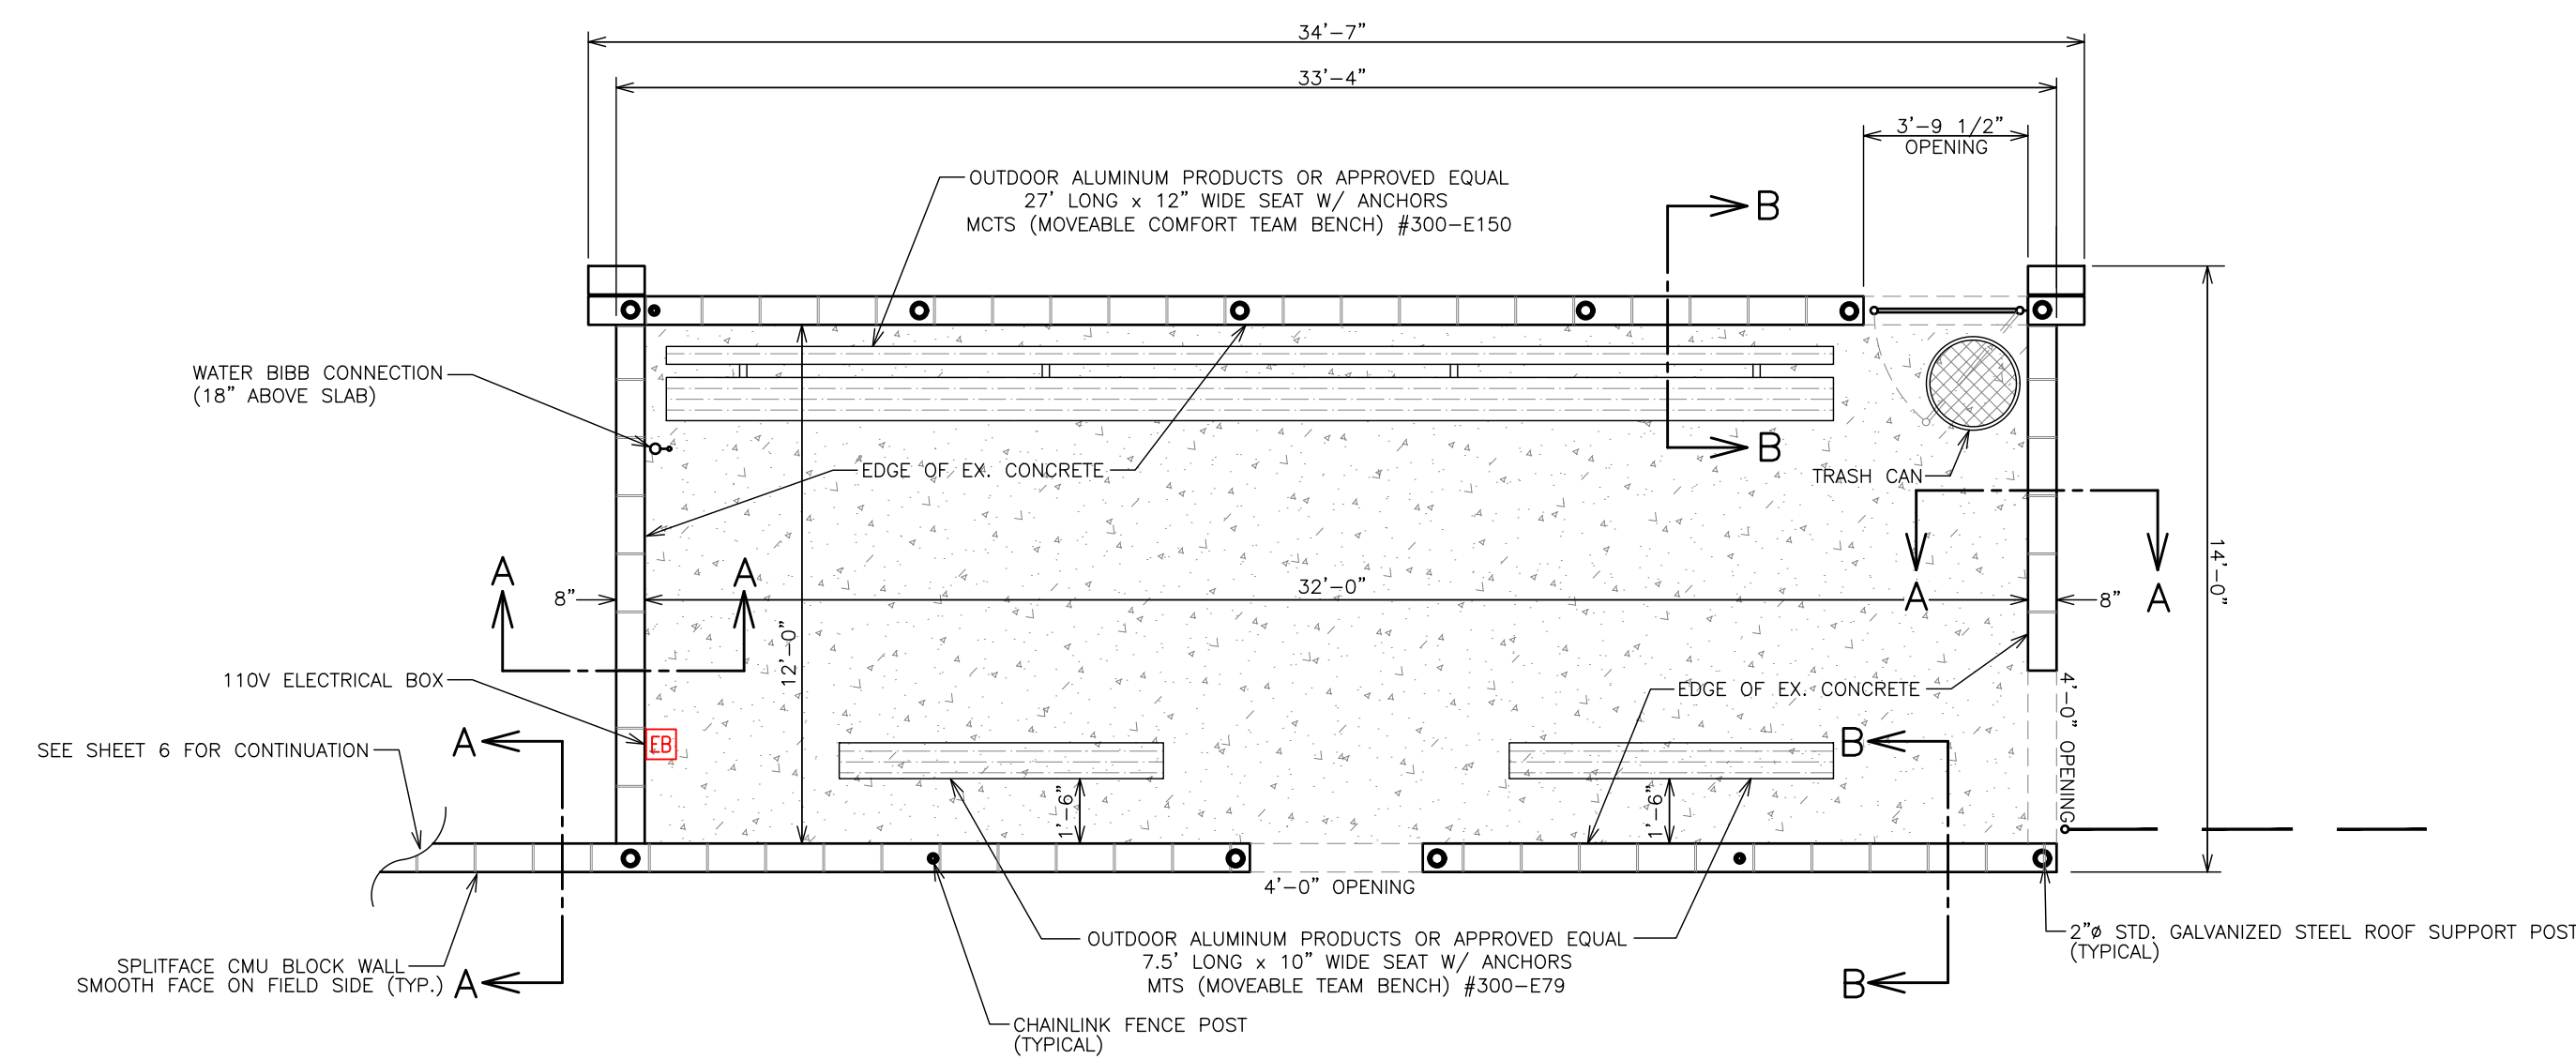 34'-7"
33'-4"
3'-9 1/2"
OPENING
OUTDOOR ALUMINUM PRODUCTS OR APPROVED EQUAL
27' LONG x 12" WIDE SEAT W/ ANCHORS
MCTS (MOVEABLE COMFORT TEAM BENCH) #300-E150
B
B
WATER BIBB CONNECTION
(18" ABOVE SLAB)
EDGE OF EX. CONCRETE
TRASH CAN
A
A
8"
32'-0"
A
A
8"
14'-0"
12'-0"
110V ELECTRICAL BOX
EB
EDGE OF EX. CONCRETE
4'-0" OPENING
SEE SHEET 6 FOR CONTINUATION
A
B
1'-6"
1'-6"
4'-0" OPENING
SPLITFACE CMU BLOCK WALL
SMOOTH FACE ON FIELD SIDE (TYP.)
A
OUTDOOR ALUMINUM PRODUCTS OR APPROVED EQUAL
7.5' LONG x 10" WIDE SEAT W/ ANCHORS
MTS (MOVEABLE TEAM BENCH) #300-E79
B
2"ø STD. GALVANIZED STEEL ROOF SUPPORT POST
(TYPICAL)
CHAINLINK FENCE POST
(TYPICAL)